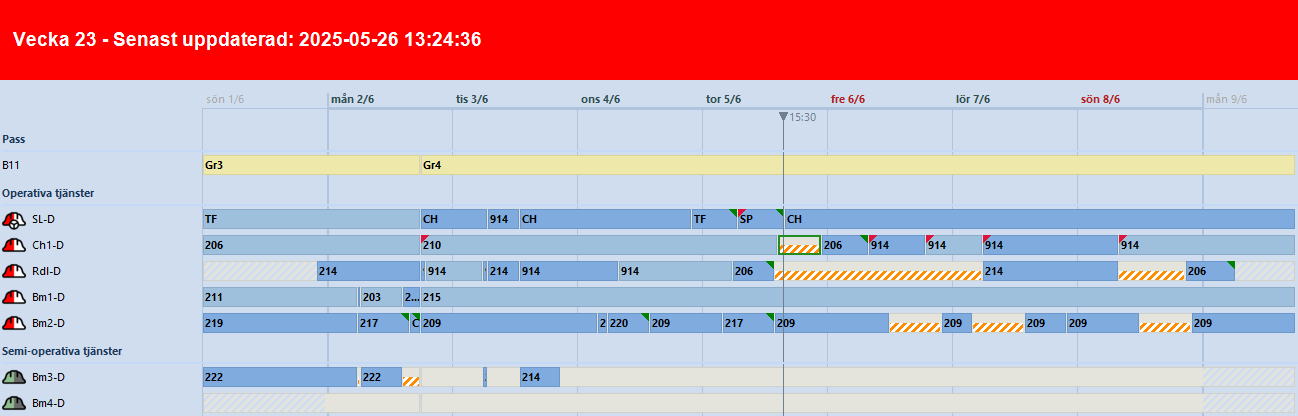 Vecka 23 - Senast uppdaterad: 2025-05-26 13:24:36
sön 1/6 mån 2/6 tis 3/6 ons 4/6 tor 5/6 fre 6/6 lör 7/6 sön 8/6 mån 9/6
15:30
Pass
B11 Gr3 Gr4
Operativa tjänster
SL-D TF CH 914 CH TF SP CH
Ch1-D 206 210 206 914 914 914 914
Rdl-D 214 914 214 914 914 206 214 206
Bm1-D 211 203 2... 215
Bm2-D 219 217 C 209 2 220 209 217 209 209 209 209 209
Semi-operativa tjänster
Bm3-D 222 222 214
Bm4-D